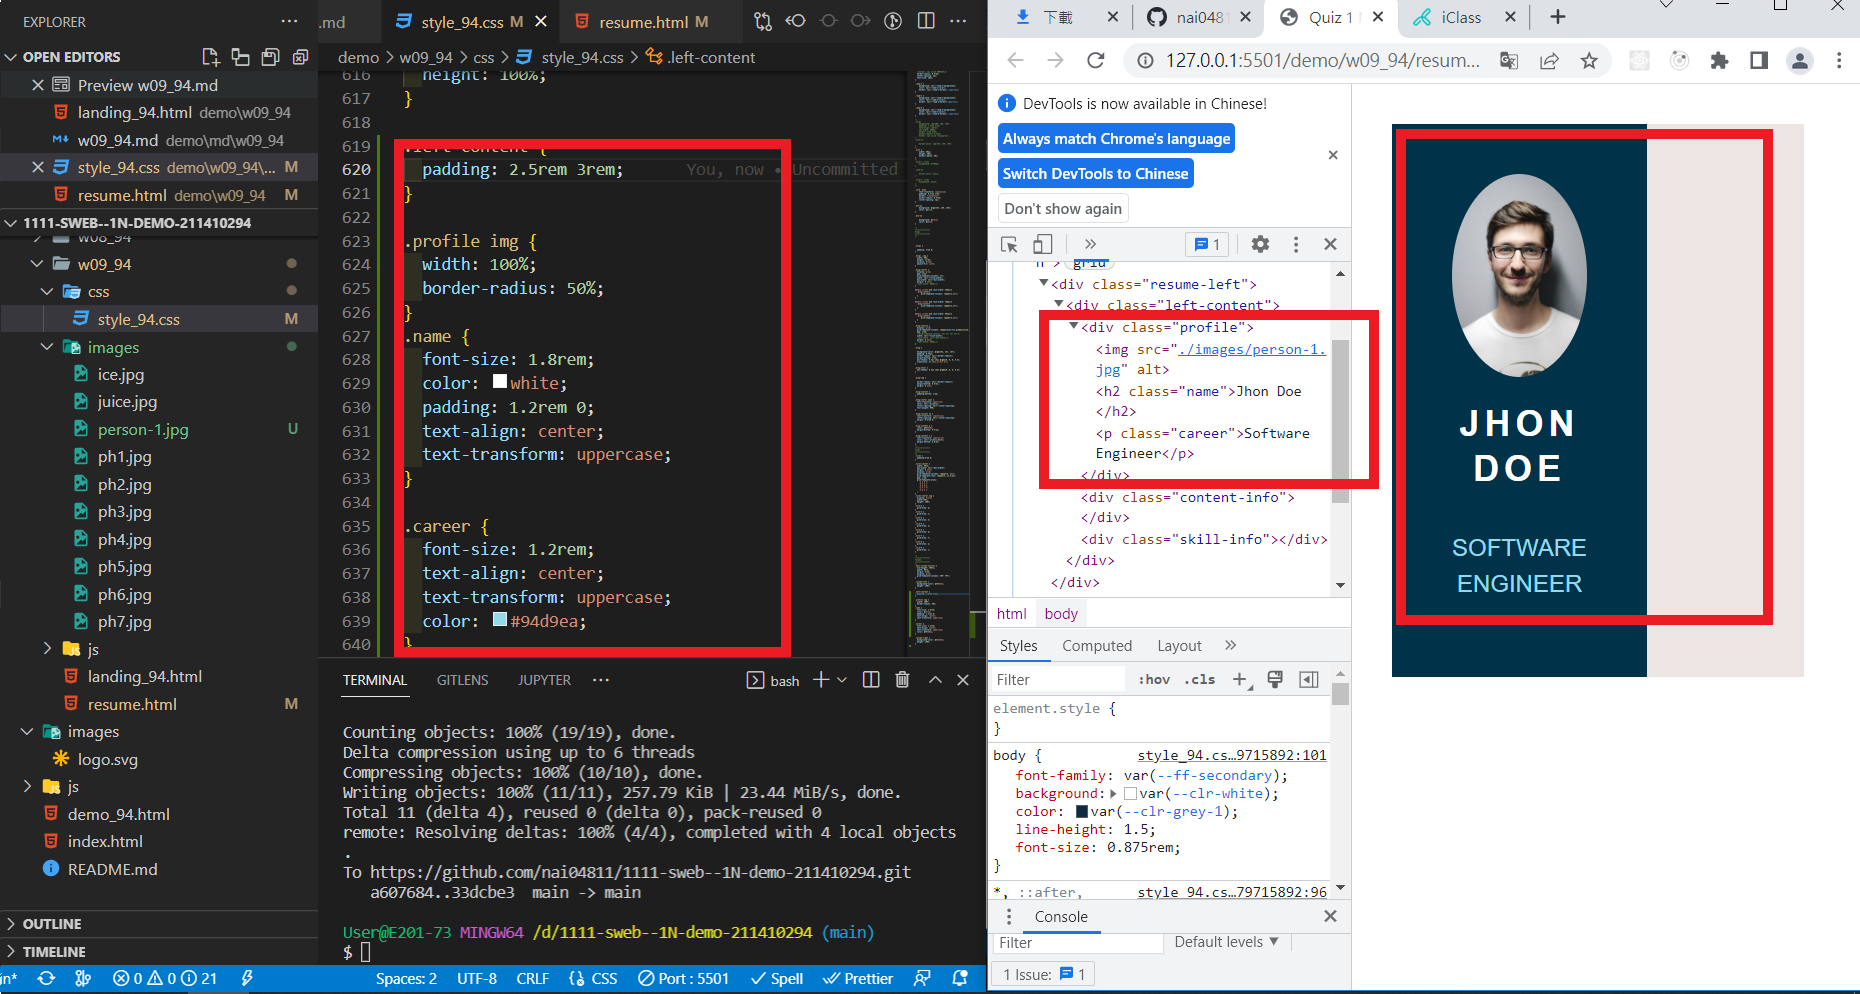 EXPLORER
OPEN EDITORS
Preview w09_94.md
landing_94.html demo\w09_94
w09_94.md demo\md\w09_94
style_94.css demo\w09_94\... M
resume.html demo\w09_94 M
1111-SWEB--1N-DEMO-211410294
w08_94
w09_94
css
style_94.css M
images
ice.jpg
juice.jpg
person-1.jpg U
ph1.jpg
ph2.jpg
ph3.jpg
ph4.jpg
ph5.jpg
ph6.jpg
ph7.jpg
js
landing_94.html
resume.html M
images
logo.svg
js
demo_94.html
index.html
README.md
OUTLINE
TIMELINE
.md
style_94.css M
resume.html M
demo > w09_94 > css > style_94.css > .left-content
616 height: 100%;
617 }
618
619 .left-content {
620 padding: 2.5rem 3rem; You, now • Uncommitted
621 }
622
623 .profile img {
624 width: 100%;
625 border-radius: 50%;
626 }
627 .name {
628 font-size: 1.8rem;
629 color: white;
630 padding: 1.2rem 0;
631 text-align: center;
632 text-transform: uppercase;
633 }
634
635 .career {
636 font-size: 1.2rem;
637 text-align: center;
638 text-transform: uppercase;
639 color: #94d9ea;
640 }
TERMINAL GITLENS JUPYTER ··· bash
Counting objects: 100% (19/19), done.
Delta compression using up to 6 threads
Compressing objects: 100% (10/10), done.
Writing objects: 100% (11/11), 257.79 KiB | 23.44 MiB/s, done.
Total 11 (delta 4), reused 0 (delta 0), pack-reused 0
remote: Resolving deltas: 100% (4/4), completed with 4 local objects
.
To https://github.com/nai04811/1111-sweb--1N-demo-211410294.git
a607684..33dcbe3 main -> main
User@E201-73 MINGW64 /d/1111-sweb--1N-demo-211410294 (main)
$
in* 0 0 21 Spaces: 2 UTF-8 CRLF CSS Port : 5501 Spell Prettier
下載
nai0481
Quiz 1
iClass
127.0.0.1:5501/demo/w09_94/resum...
DevTools is now available in Chinese!
Always match Chrome's language
Switch DevTools to Chinese
Don't show again
1
grid
<div class="resume-left">
<div class="left-content">
<div class="profile">
<img src="./images/person-1.
jpg" alt>
<h2 class="name">Jhon Doe
</h2>
<p class="career">Software
Engineer</p>
</div>
<div class="content-info">
</div>
<div class="skill-info"></div>
</div>
</div>
html body
Styles Computed Layout
Filter :hov .cls
element.style {
}
body { style_94.cs…9715892:101
font-family: var(--ff-secondary);
background: var(--clr-white);
color: var(--clr-grey-1);
line-height: 1.5;
font-size: 0.875rem;
}
*, ::after, style_94.cs…79715892:96
Console
Filter Default levels
1 Issue: 1
JHON
DOE
SOFTWARE
ENGINEER